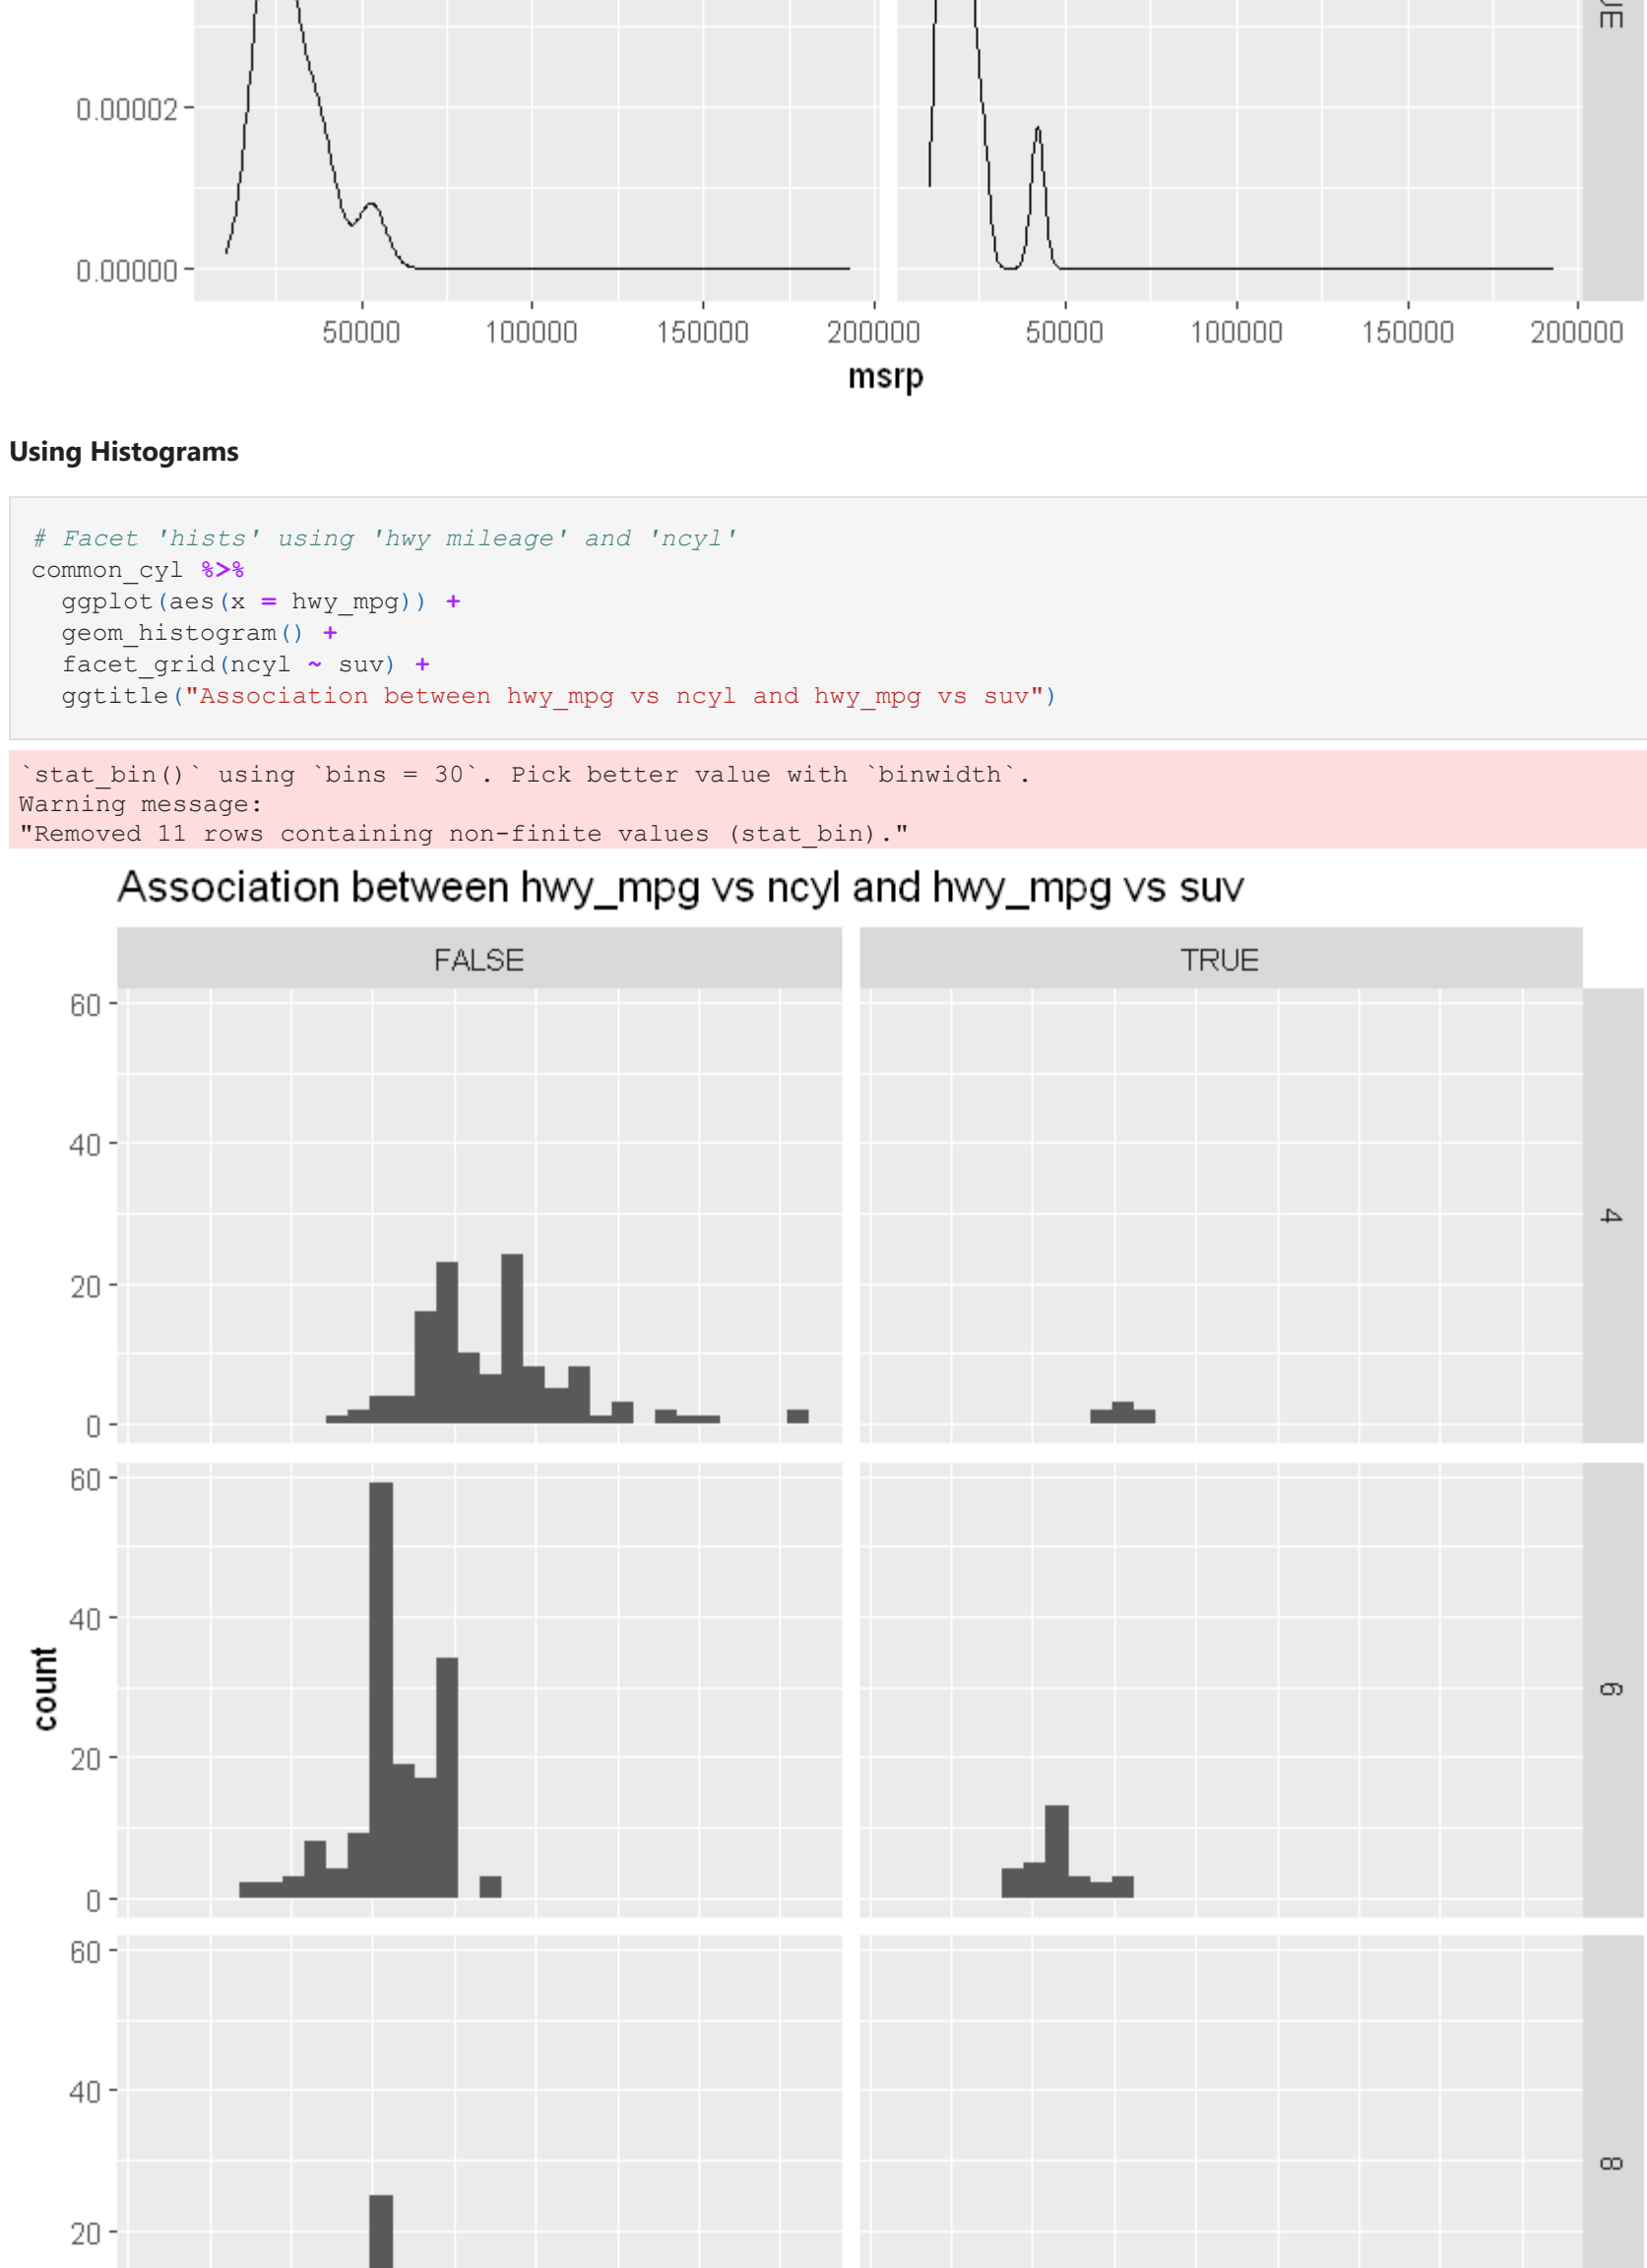 0.00002
0.00000
50000 100000 150000 200000 50000 100000 150000 200000
msrp
Using Histograms
# Facet 'hists' using 'hwy mileage' and 'ncyl'
common_cyl %>%
  ggplot(aes(x = hwy_mpg)) +
  geom_histogram() +
  facet_grid(ncyl ~ suv) +
  ggtitle("Association between hwy_mpg vs ncyl and hwy_mpg vs suv")
`stat_bin()` using `bins = 30`. Pick better value with `binwidth`.
Warning message:
"Removed 11 rows containing non-finite values (stat_bin)."
Association between hwy_mpg vs ncyl and hwy_mpg vs suv
FALSE TRUE
60
40
4
20
0
60
40
count
6
20
0
60
40
8
20